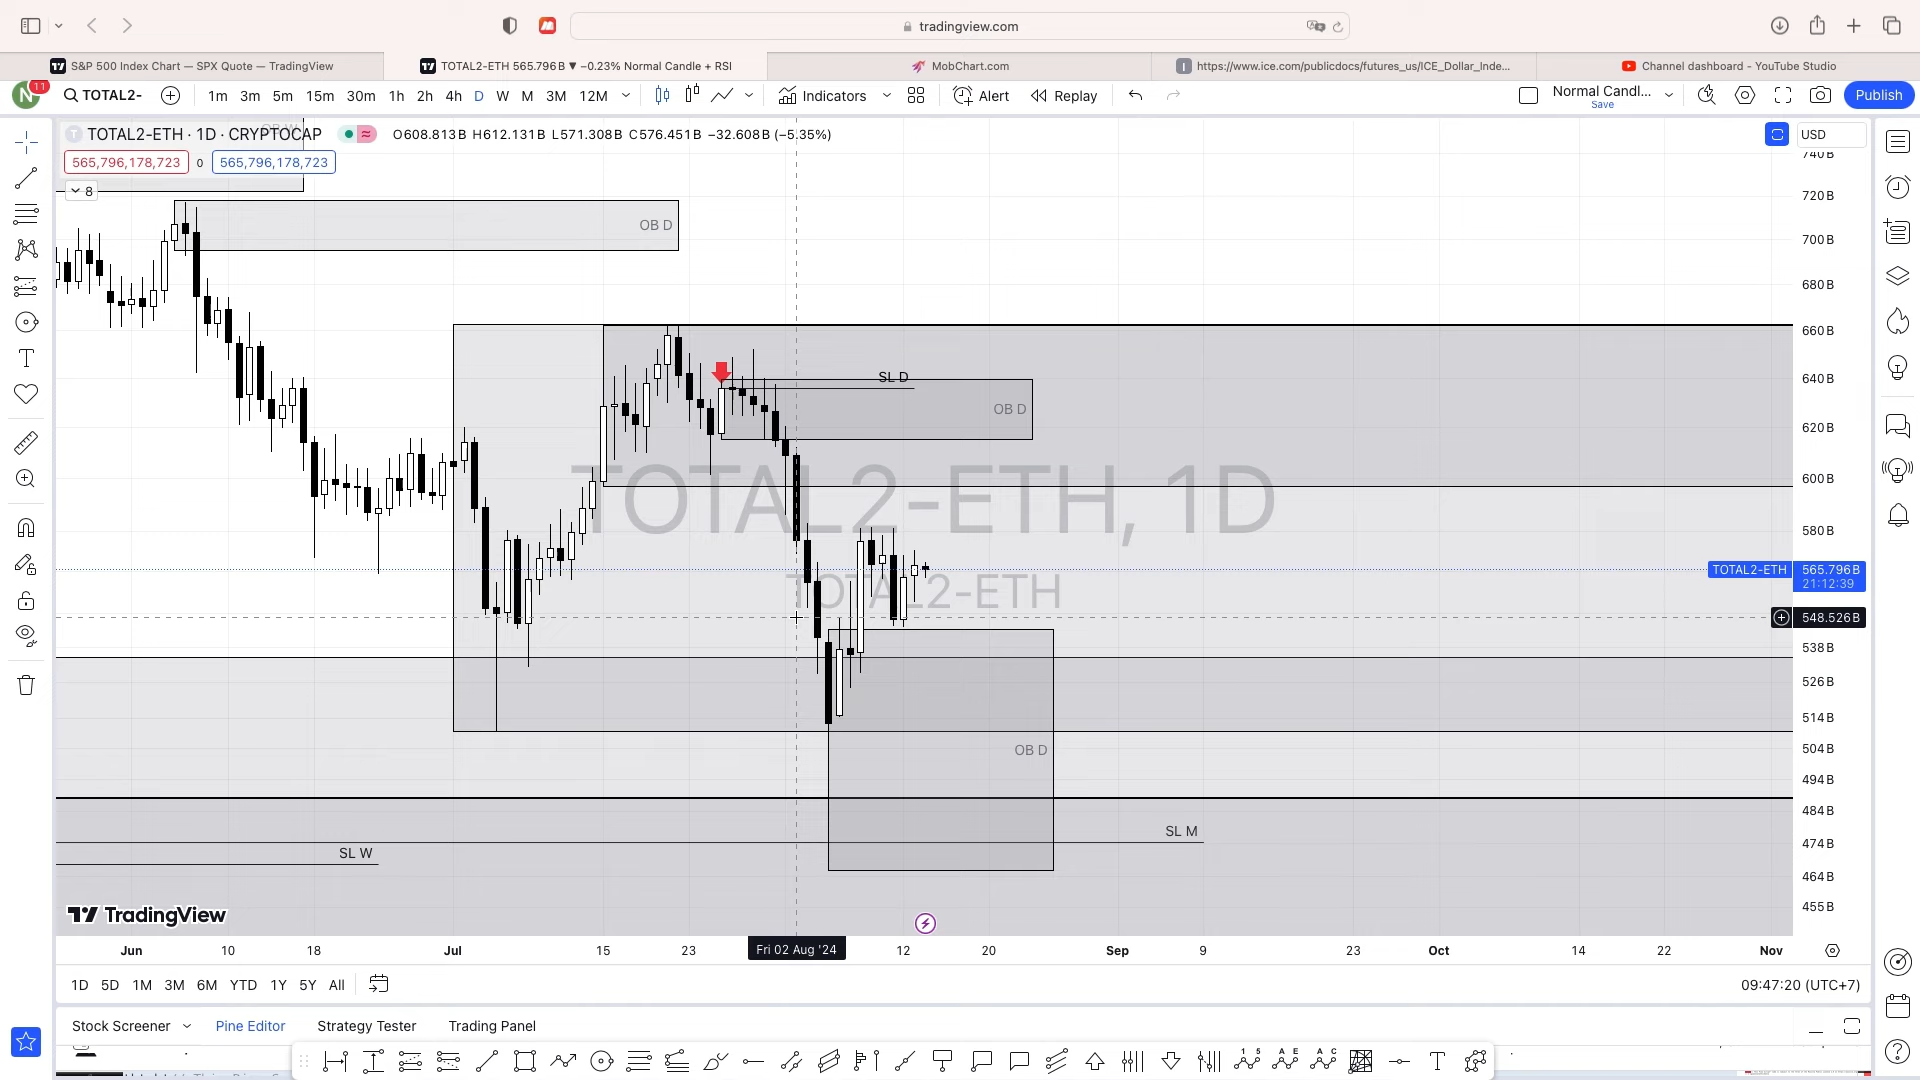 tradingview.com
S&P 500 Index Chart — SPX Quote — TradingView
TOTAL2-ETH 565.796 B ▼ −0.23% Normal Candle + RSI
MobChart.com
https://www.ice.com/publicdocs/futures_us/ICE_Dollar_Inde...
Channel dashboard - YouTube Studio
N 11 TOTAL2- 1m 3m 5m 15m 30m 1h 2h 4h D W M 3M 12M Indicators Alert Replay Normal Candl... Save Publish
TOTAL2-ETH · 1D · CRYPTOCAP O608.813B H612.131B L571.308B C576.451B −32.608B (−5.35%)
USD
565,796,178,723 0 565,796,178,723
8
740B
720B
700B
680B
660B
640B
620B
600B
580B
TOTAL2-ETH 565.796B
21:12:39
548.526B
538B
526B
514B
504B
494B
484B
474B
464B
455B
OB D
SL D
OB D
TOTAL2-ETH, 1D
TOTAL2-ETH
OB D
SL M
SL W
TradingView
Jun 10 18 Jul 15 23 Fri 02 Aug '24 12 20 Sep 9 23 Oct 14 22 Nov
1D 5D 1M 3M 6M YTD 1Y 5Y All
09:47:20 (UTC+7)
Stock Screener Pine Editor Strategy Tester Trading Panel